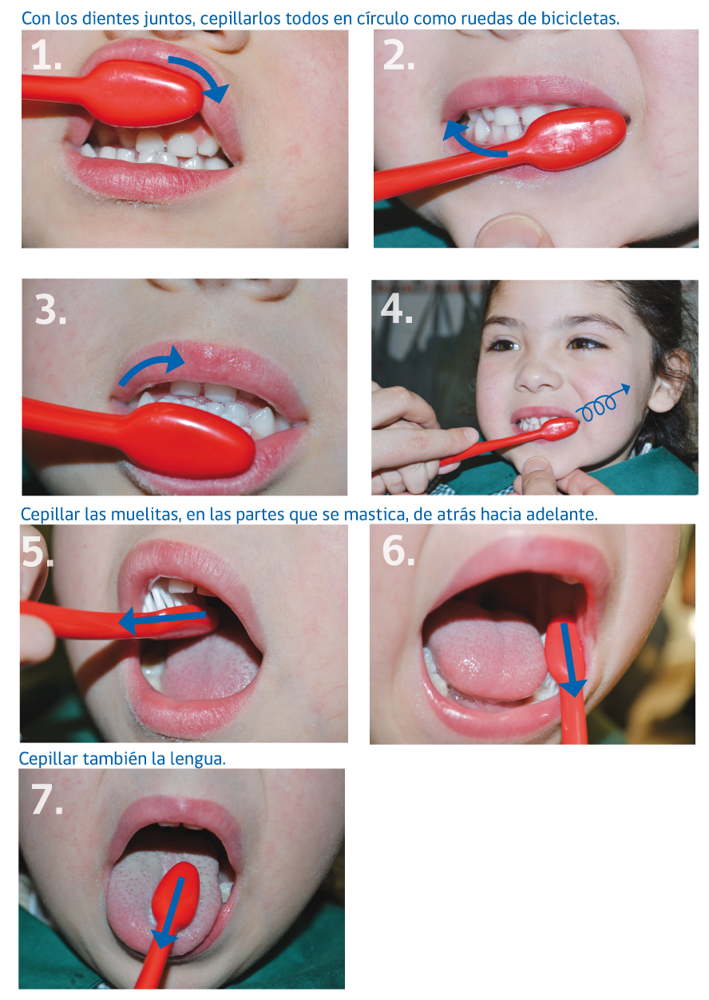 Con los dientes juntos, cepillarlos todos en círculo como ruedas de bicicletas.
1.
2.
3.
4.
Cepillar las muelitas, en las partes que se mastica, de atrás hacia adelante.
5.
6.
Cepillar también la lengua.
7.